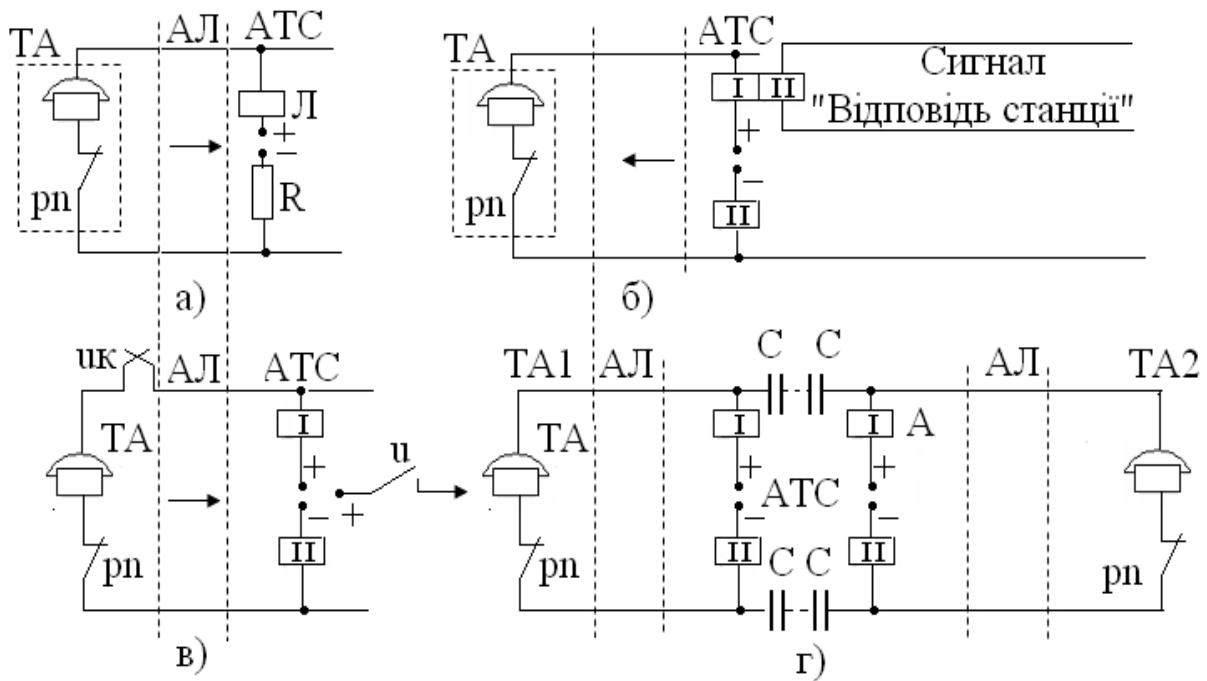 ТА АЛ АТС
Л
+
−
рп
R
а)
ТА АТС
I II
Сигнал
"Відповідь станції"
+
−
рп
II
б)
ик АЛ АТС
I
ТА
+
и
−
+
II
рп
в)
ТА1 АЛ С С АЛ ТА2
I I А
+ +
АТС
− −
II II
рп С С рп
г)